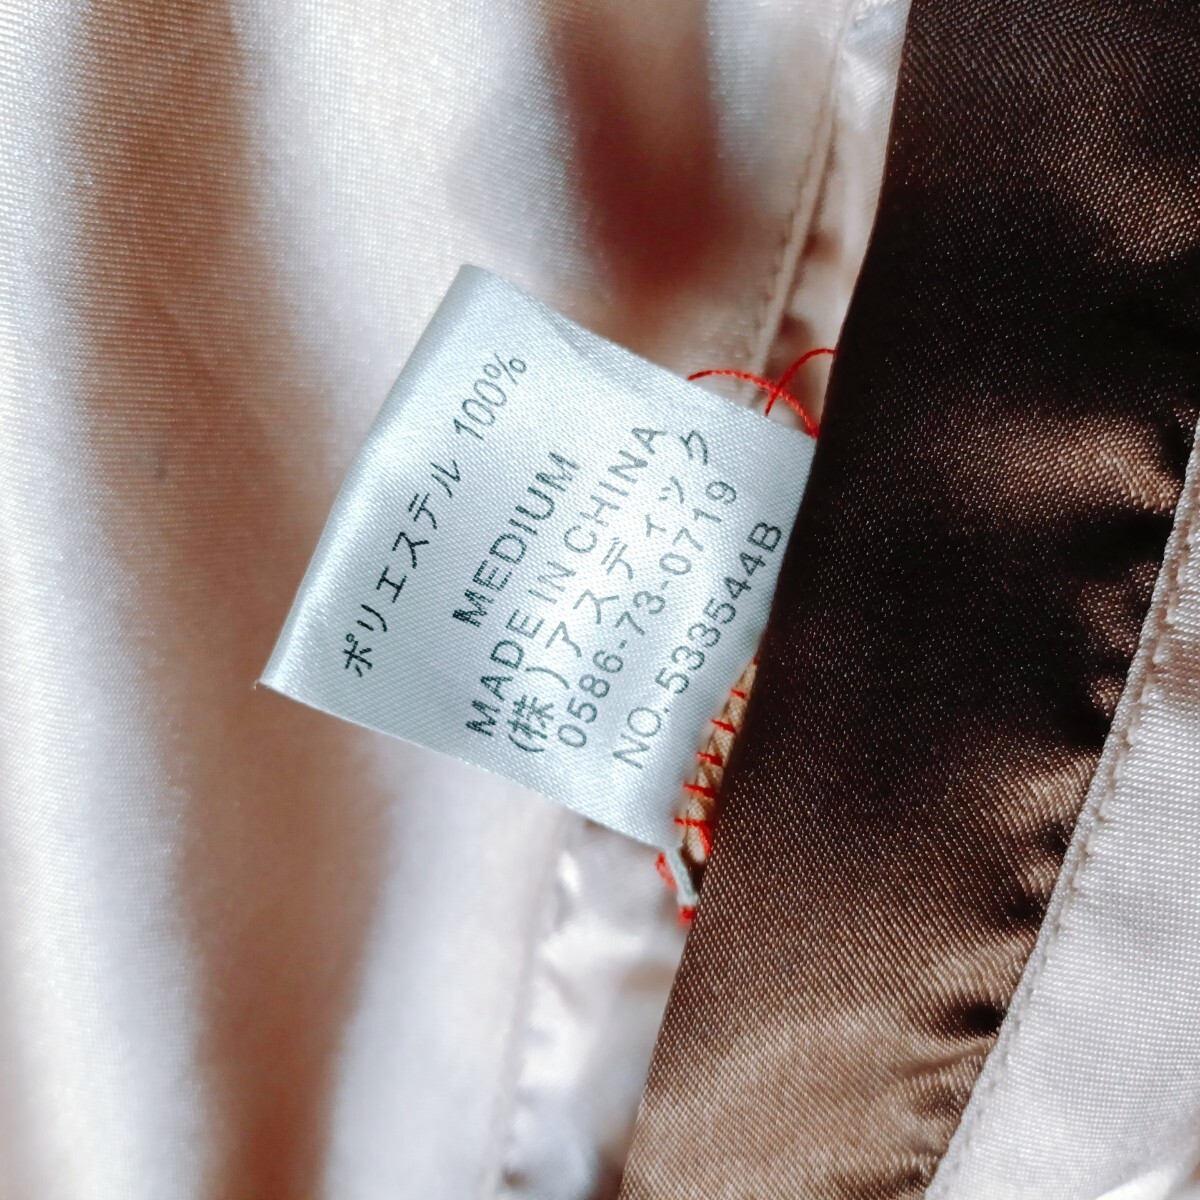 ポリエステル 100%
MEDIUM
MADE IN CHINA
(株)アスディック
0586-73-0719
NO.533544B